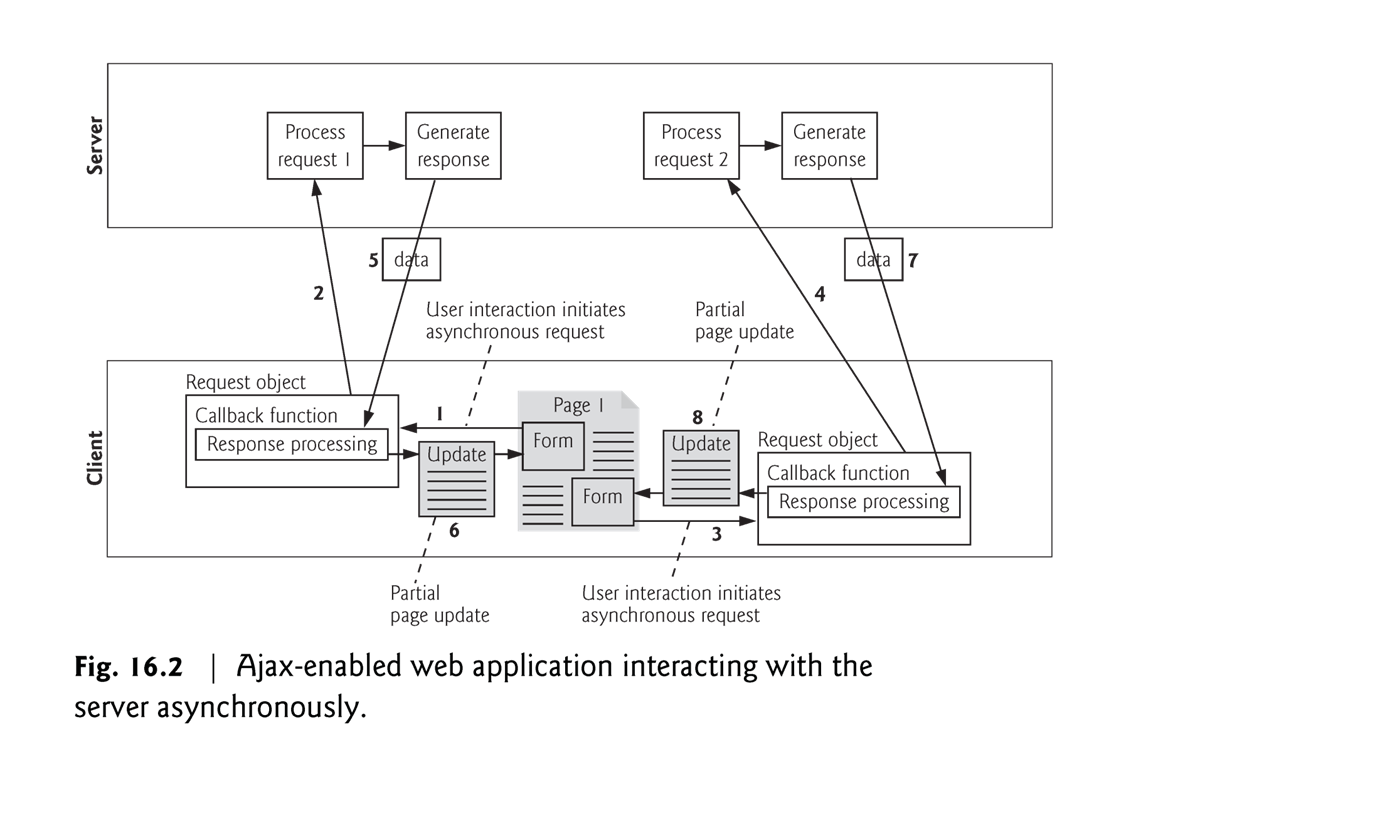 Server
Process
request 1
Generate
response
Process
request 2
Generate
response
5
data
data
7
2
4
User interaction initiates
asynchronous request
Partial
page update
Client
Request object
Callback function
Response processing
1
Update
6
Page 1
Form
Form
8
Update
3
Request object
Callback function
Response processing
Partial
page update
User interaction initiates
asynchronous request
Fig. 16.2 | Ajax-enabled web application interacting with the
server asynchronously.